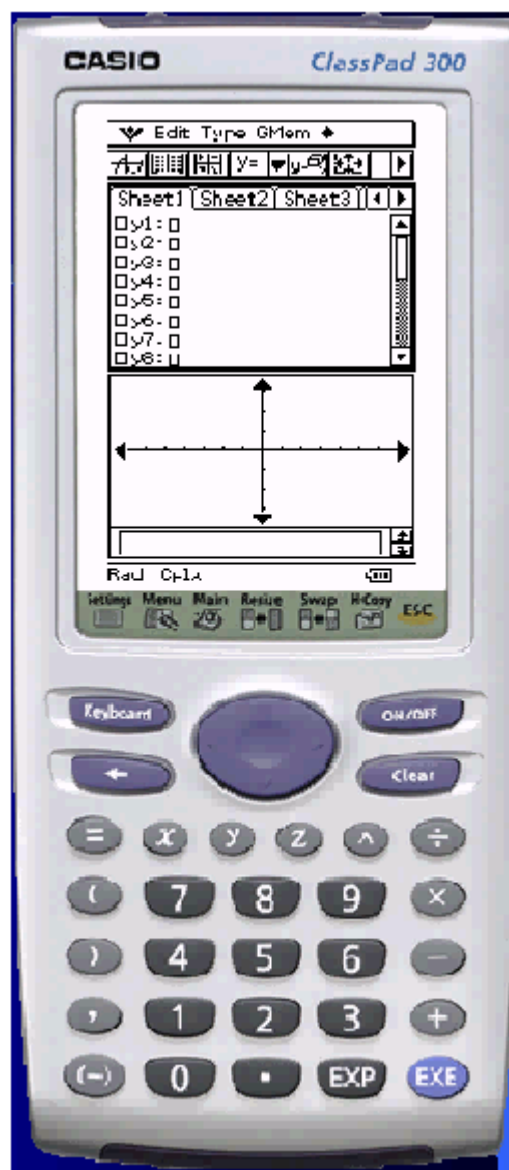 CASIO ClassPad 300
Edit Type GMem
y=
Sheet1 Sheet2 Sheet3
y1:
y2:
y3:
y4:
y5:
y6:
y7:
y8:
Rad Cplx
Settings Menu Main Resize Swap ESC
Keyboard ON/OFF
Clear
= x y z ^ ÷
( 7 8 9 ×
) 4 5 6 −
, 1 2 3 +
(−) 0 . EXP EXE